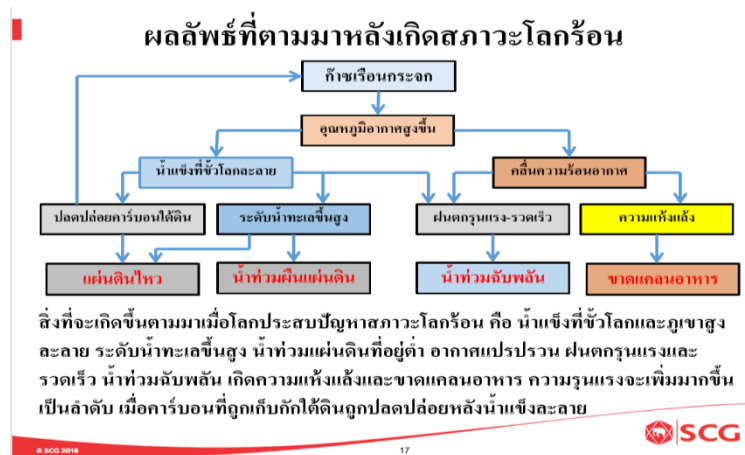 ผลลัพธ์ที่ตามมาหลังเกิดสภาวะโลกร้อน
ก๊าซเรือนกระจก
อุณหภูมิอากาศสูงขึ้น
น้ำแข็งที่ขั้วโลกละลาย
คลื่นความร้อนอากาศ
ปลดปล่อยคาร์บอนใต้ดิน
ระดับน้ำทะเลขึ้นสูง
ฝนตกรุนแรง-รวดเร็ว
ความแห้งแล้ง
แผ่นดินไหว
น้ำท่วมผืนแผ่นดิน
น้ำท่วมฉับพลัน
ขาดแคลนอาหาร
สิ่งที่จะเกิดขึ้นตามมาเมื่อโลกประสบปัญหาสภาวะโลกร้อน คือ น้ำแข็งที่ขั้วโลกและภูเขาสูง
ละลาย ระดับน้ำทะเลขึ้นสูง น้ำท่วมแผ่นดินที่อยู่ต่ำ อากาศแปรปรวน ฝนตกรุนแรงและ
รวดเร็ว น้ำท่วมฉับพลัน เกิดความแห้งแล้งและขาดแคลนอาหาร ความรุนแรงจะเพิ่มมากขึ้น
เป็นลำดับ เมื่อคาร์บอนที่ถูกเก็บกักใต้ดินถูกปลดปล่อยหลังน้ำแข็งละลาย
SCG
© SCG 2018
17